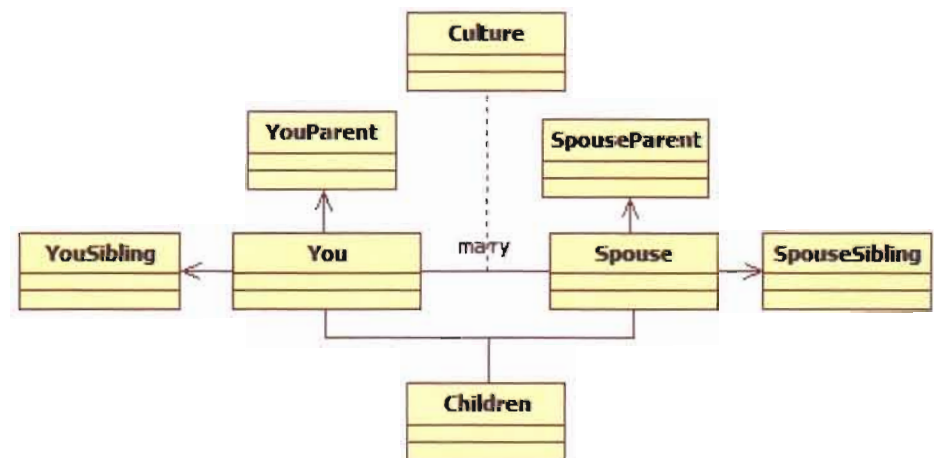 Culture
YouParent
SpouseParent
YouSibling
You
marry
Spouse
SpouseSibling
Children